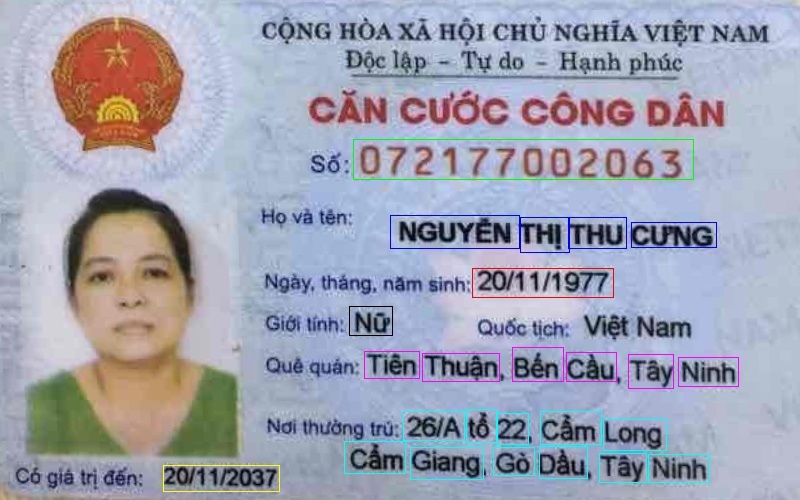 CỘNG HÒA XÃ HỘI CHỦ NGHĨA VIỆT NAM
Độc lập - Tự do - Hạnh phúc
CĂN CƯỚC CÔNG DÂN
Số: 072177002063
Họ và tên: NGUYỄN THỊ THU CƯNG
Ngày, tháng, năm sinh: 20/11/1977
Giới tính: Nữ Quốc tịch: Việt Nam
Quê quán: Tiên Thuận, Bến Cầu, Tây Ninh
Nơi thường trú: 26/A tổ 22, Cẩm Long
Cẩm Giang, Gò Dầu, Tây Ninh
Có giá trị đến: 20/11/2037